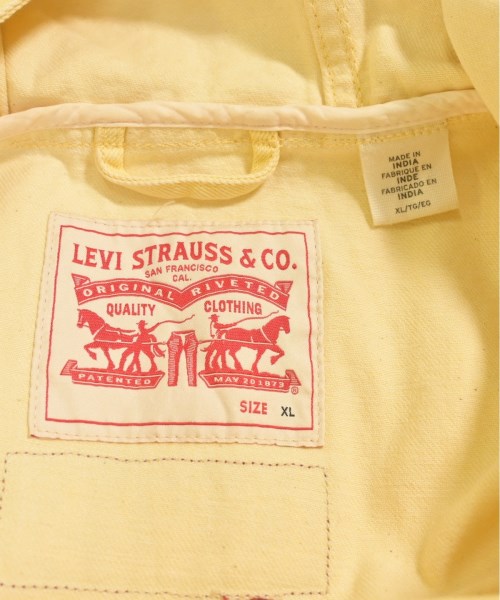 MADE IN
INDIA
FABRIQUÉ EN
INDE
FABRICADO EN
INDIA
XL/TG/EG
LEVI STRAUSS & CO.
SAN FRANCISCO
CAL.
ORIGINAL RIVETED
QUALITY CLOTHING
PATENTED MAY 20 1873
®
SIZE XL